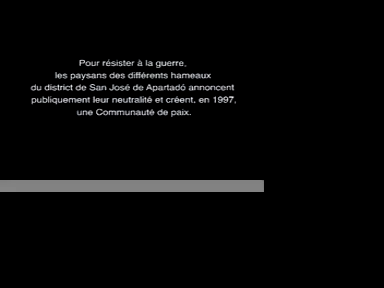 Pour résister à la guerre,
les paysans des différents hameaux
du district de San José de Apartadó annoncent
publiquement leur neutralité et créent, en 1997,
une Communauté de paix.